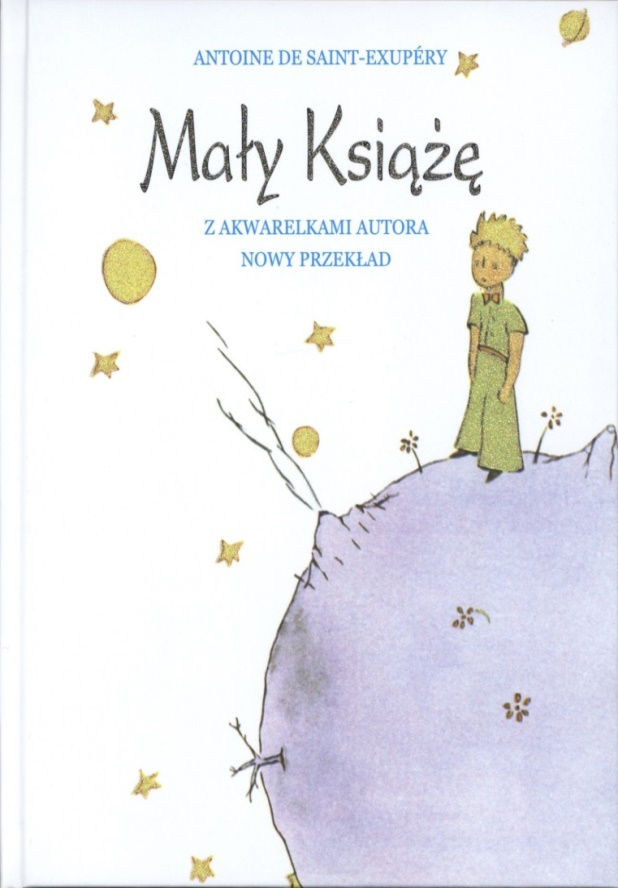 ANTOINE DE SAINT-EXUPÉRY
Mały Książę
Z AKWARELKAMI AUTORA
NOWY PRZEKŁAD